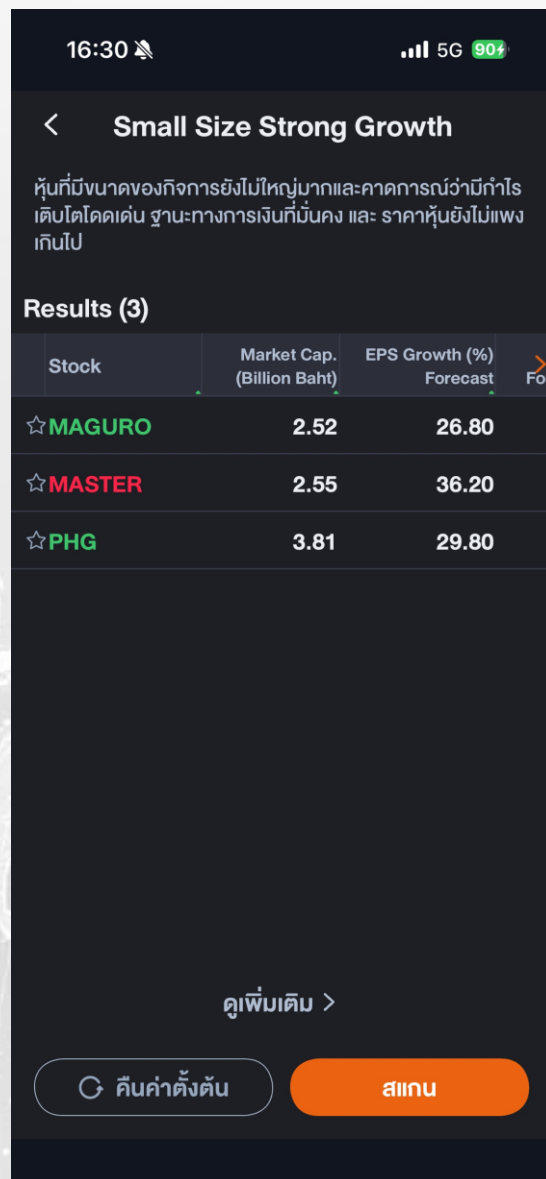 16:30
5G 90
Small Size Strong Growth
หุ้นที่มีขนาดของกิจการยังไม่ใหญ่มากและคาดการณ์ว่ามีกำไร
เติบโตโดดเด่น ฐานะทางการเงินที่มั่นคง และ ราคาหุ้นยังไม่แพง
เกินไป
Results (3)
Stock
Market Cap.
(Billion Baht)
EPS Growth (%)
Forecast
Fo
MAGURO 2.52 26.80
MASTER 2.55 36.20
PHG 3.81 29.80
ดูเพิ่มเติม >
คืนค่าตั้งต้น
สแกน